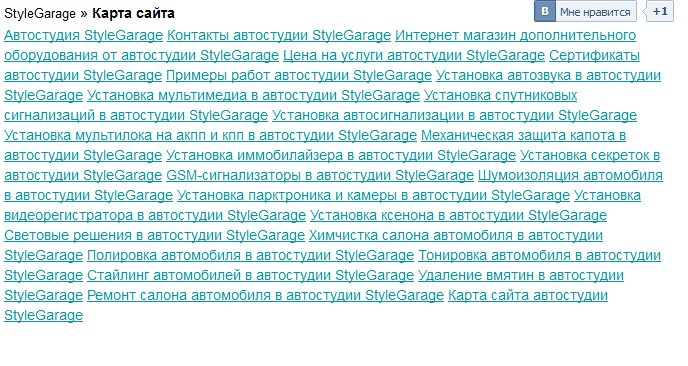 StyleGarage » Карта сайта
В Мне нравится +1
Автостудия StyleGarage Контакты автостудии StyleGarage Интернет магазин дополнительного
оборудования от автостудии StyleGarage Цена на услуги автостудии StyleGarage Сертификаты
автостудии StyleGarage Примеры работ автостудии StyleGarage Установка автозвука в автостудии
StyleGarage Установка мультимедиа в автостудии StyleGarage Установка спутниковых
сигнализаций в автостудии StyleGarage Установка автосигнализации в автостудии StyleGarage
Установка мультилока на акпп и кпп в автостудии StyleGarage Механическая защита капота в
автостудии StyleGarage Установка иммобилайзера в автостудии StyleGarage Установка секреток в
автостудии StyleGarage GSM-сигнализаторы в автостудии StyleGarage Шумоизоляция автомобиля
в автостудии StyleGarage Установка парктроника и камеры в автостудии StyleGarage Установка
видеорегистратора в автостудии StyleGarage Установка ксенона в автостудии StyleGarage
Световые решения в автостудии StyleGarage Химчистка салона автомобиля в автостудии
StyleGarage Полировка автомобиля в автостудии StyleGarage Тонировка автомобиля в автостудии
StyleGarage Стайлинг автомобилей в автостудии StyleGarage Удаление вмятин в автостудии
StyleGarage Ремонт салона автомобиля в автостудии StyleGarage Карта сайта автостудии
StyleGarage